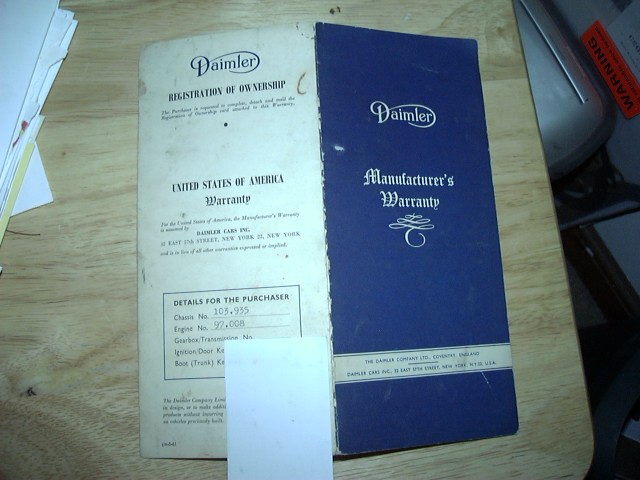 Daimler
REGISTRATION OF OWNERSHIP
The Purchaser is requested to complete, detach and mail the
Registration of Ownership card attached to this Warranty.
UNITED STATES OF AMERICA
Warranty
For the United States of America, the Manufacturer's Warranty
is assumed by
DAIMLER CARS INC.
EAST 57th STREET, NEW YORK 22, NEW YORK
and is in lieu of all other warranties expressed or implied.
DETAILS FOR THE PURCHASER
Chassis No. 103.935
Engine No. 97.008
Gearbox/Transmission No.
Ignition/Door Ke
Boot (Trunk) Ke
The Daimler Company Limi
in design, or to make addi
products without incurring
on vehicles previously built.
Daimler
Manufacturer's
Warranty
THE DAIMLER COMPANY LTD., COVENTRY, ENGLAND
DAIMLER CARS INC., EAST 57TH STREET, NEW YORK, N.Y. 22, U.S.A.
WARNING